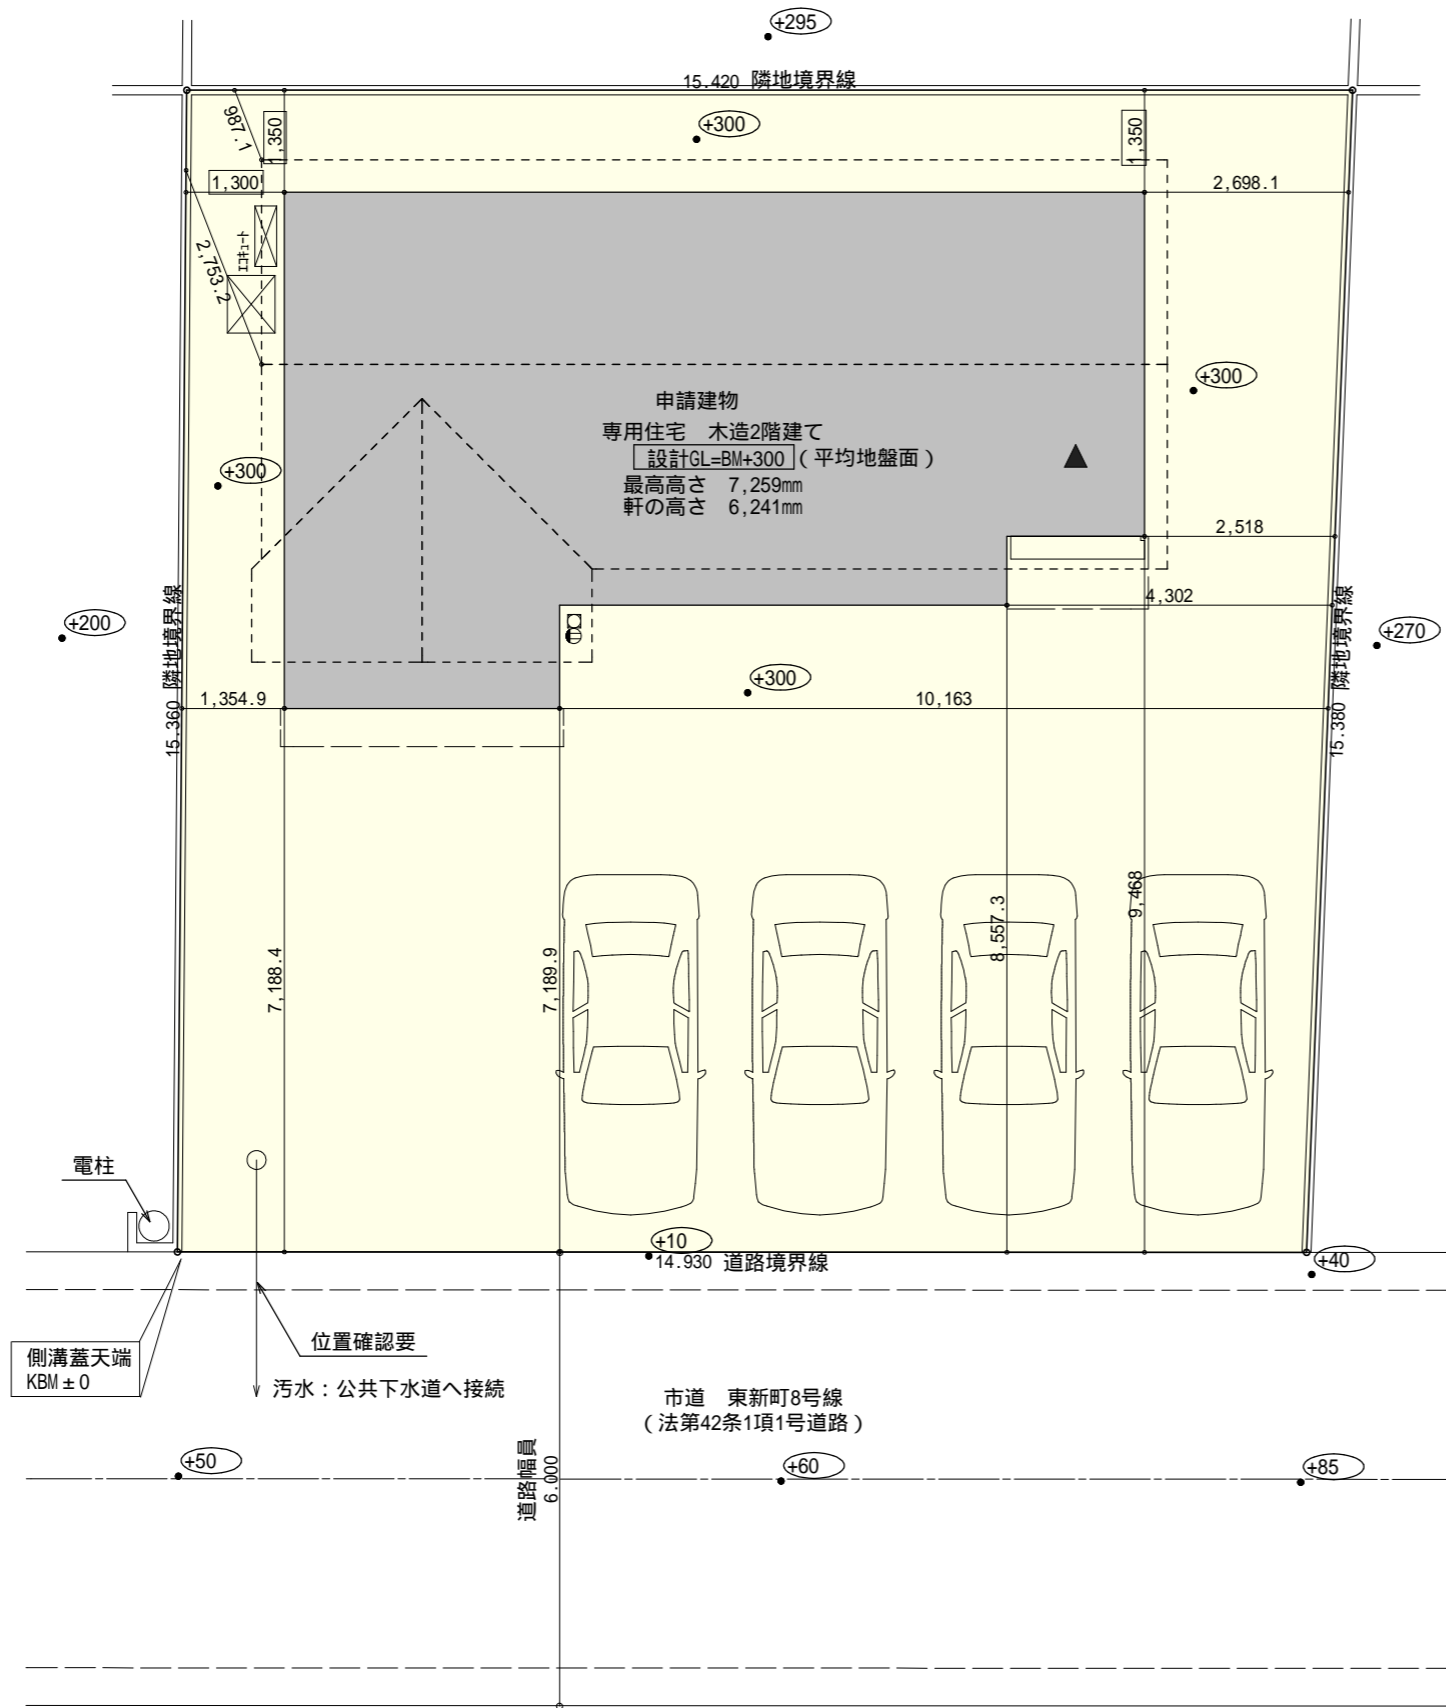 +295
15.420 隣地境界線
987.1
1,350
+300
1,350
1,300
2,698.1
エコキュート
2,753.2
+300
申請建物
専用住宅　木造2階建て
設計GL=BM+300（平均地盤面）
最高高さ　7,259㎜
軒の高さ　6,241㎜
+300
2,518
4,302
+200
15.360 隣地境界線
+270
15.380 隣地境界線
+300
1,354.9
10,163
7,188.4
7,189.9
8,557.3
9,468
電柱
+10
14.930 道路境界線
+40
側溝蓋天端
KBM±0
位置確認要
汚水：公共下水道へ接続
市道　東新町8号線
（法第42条1項1号道路）
道路幅員
6.000
+50
+60
+85